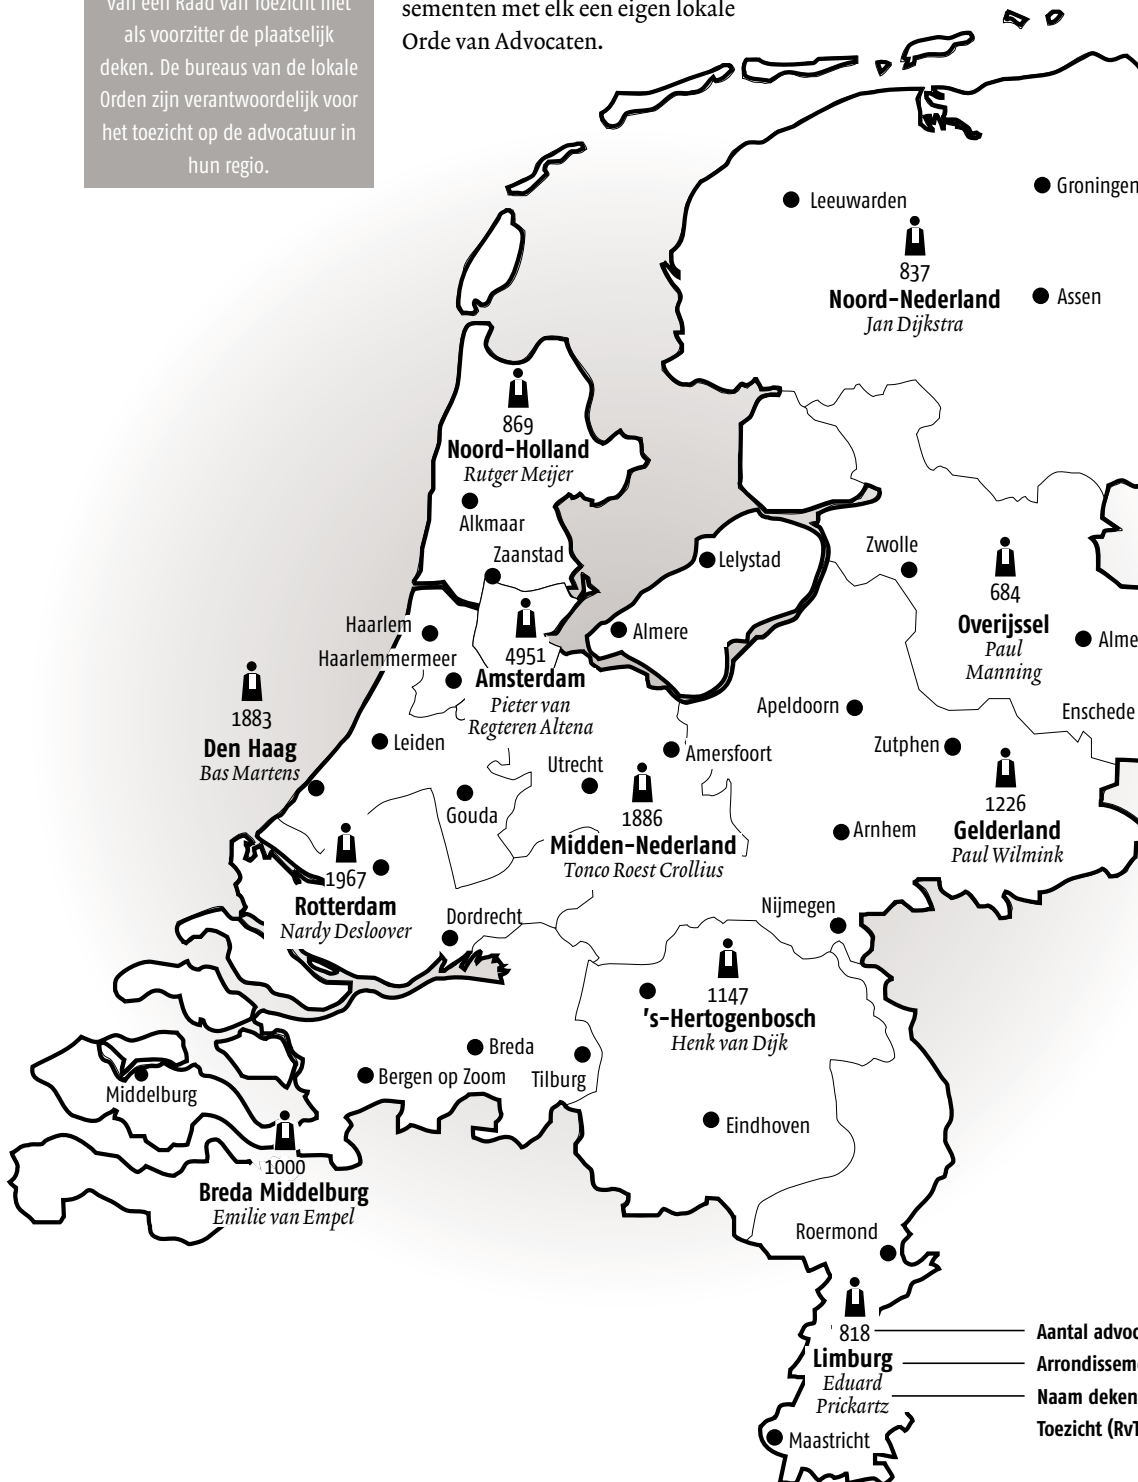 van een Raad van Toezicht met
als voorzitter de plaatselijk
deken. De bureaus van de lokale
Orden zijn verantwoordelijk voor
het toezicht op de advocatuur in
hun regio.
sementen met elk een eigen lokale
Orde van Advocaten.
Leeuwarden
Groningen
837
Noord-Nederland
Jan Dijkstra
Assen
869
Noord-Holland
Rutger Meijer
Alkmaar
Zaanstad
Lelystad
Zwolle
684
Overijssel
Paul
Manning
Alme
Haarlem
Almere
Haarlemmermeer
4951
Amsterdam
Pieter van
Regteren Altena
1883
Den Haag
Bas Martens
Leiden
Apeldoorn
Enschede
Zutphen
Amersfoort
Utrecht
Gouda
1886
Midden-Nederland
Tonco Roest Crollius
1226
Gelderland
Paul Wilmink
Arnhem
1967
Rotterdam
Nardy Desloover
Dordrecht
Nijmegen
1147
's-Hertogenbosch
Henk van Dijk
Breda
Tilburg
Bergen op Zoom
Middelburg
Eindhoven
1000
Breda Middelburg
Emilie van Empel
Roermond
818
Limburg
Eduard
Prickartz
Maastricht
Aantal advoc
Arrondisseme
Naam deken
Toezicht (RvT